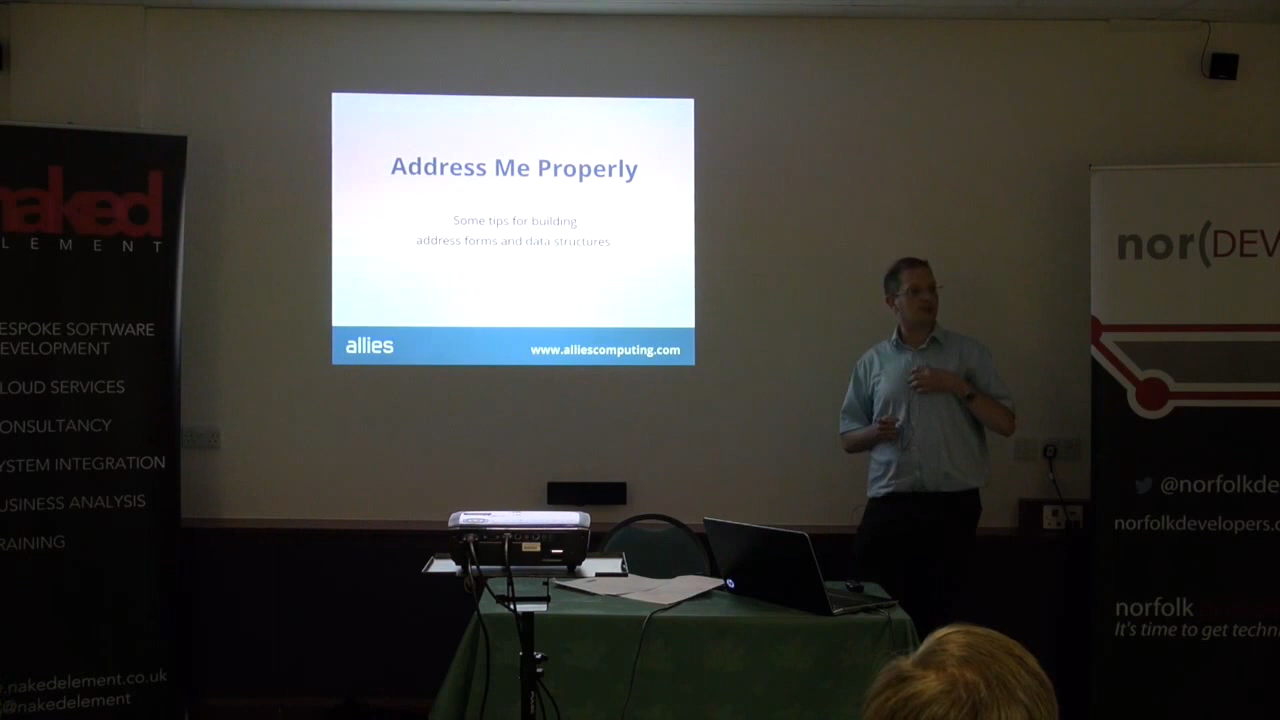 naked
LEMENT
ESPOKE SOFTWARE
EVELOPMENT
LOUD SERVICES
ONSULTANCY
YSTEM INTEGRATION
USINESS ANALYSIS
RAINING
.nakedelement.co.uk
@nakedelement
Address Me Properly
Some tips for building
address forms and data structures
allies
www.alliescomputing.com
nor(DEV
@norfolkde
norfolkdevelopers.c
norfolk
It's time to get techn